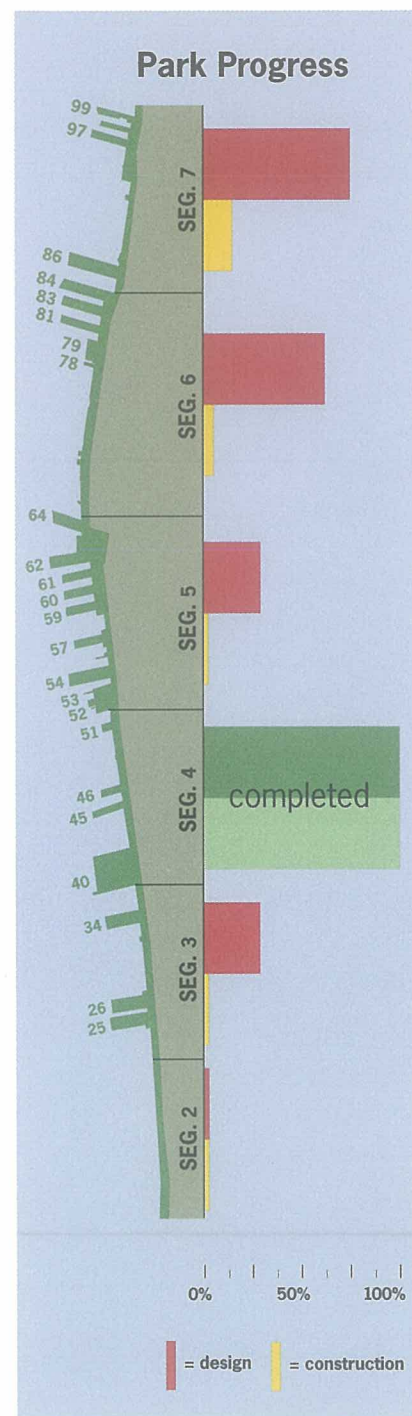 Park Progress
99
97
SEG. 7
86
84
83
81
79
78
SEG. 6
64
62
61
60
59
57
54
53
52
SEG. 5
51
46
45
40
SEG. 4
completed
34
26
25
SEG. 3
SEG. 2
0% 50% 100%
= design = construction